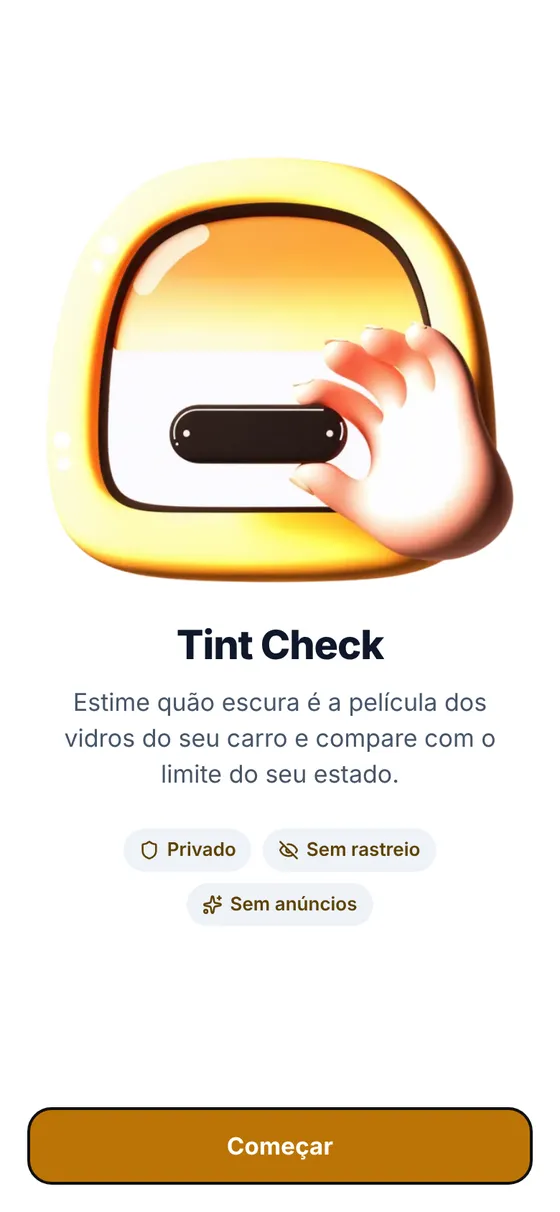 Tint Check
Estime quão escura é a película dos
vidros do seu carro e compare com o
limite do seu estado.
Privado
Sem rastreio
Sem anúncios
Começar